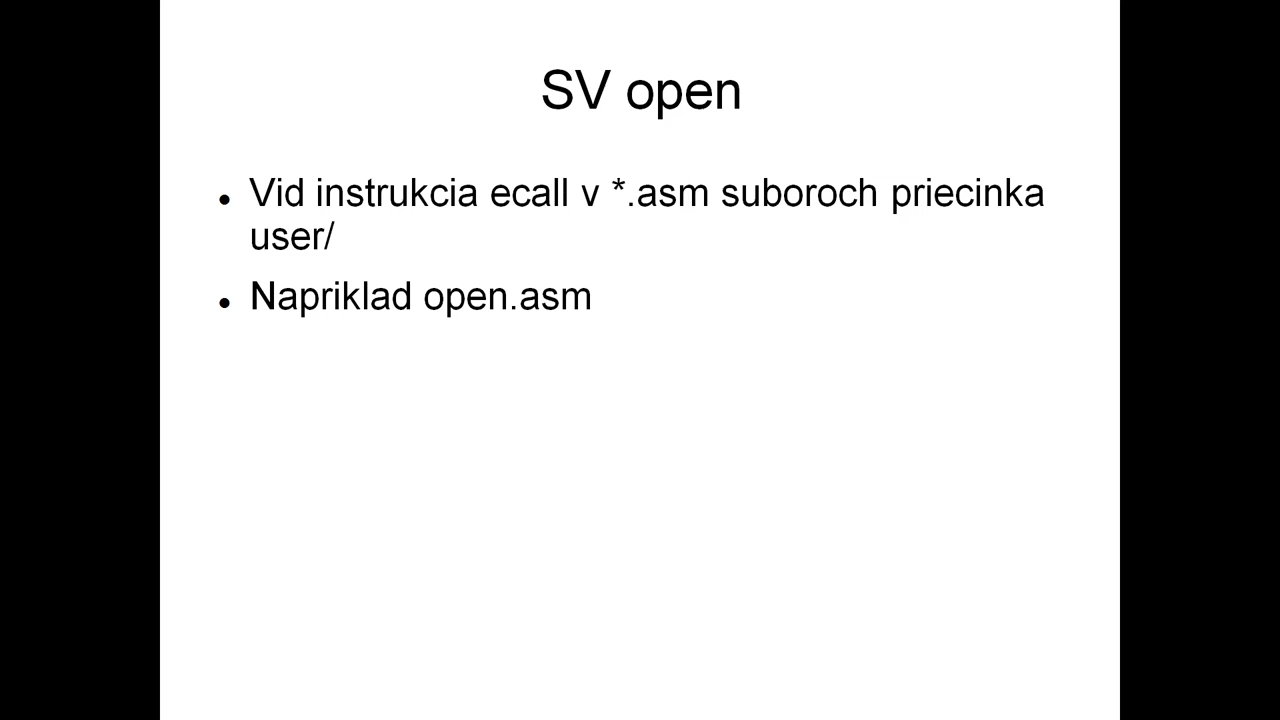 SV open
Vid instrukcia ecall v *.asm suboroch priecinka
user/
Napriklad open.asm